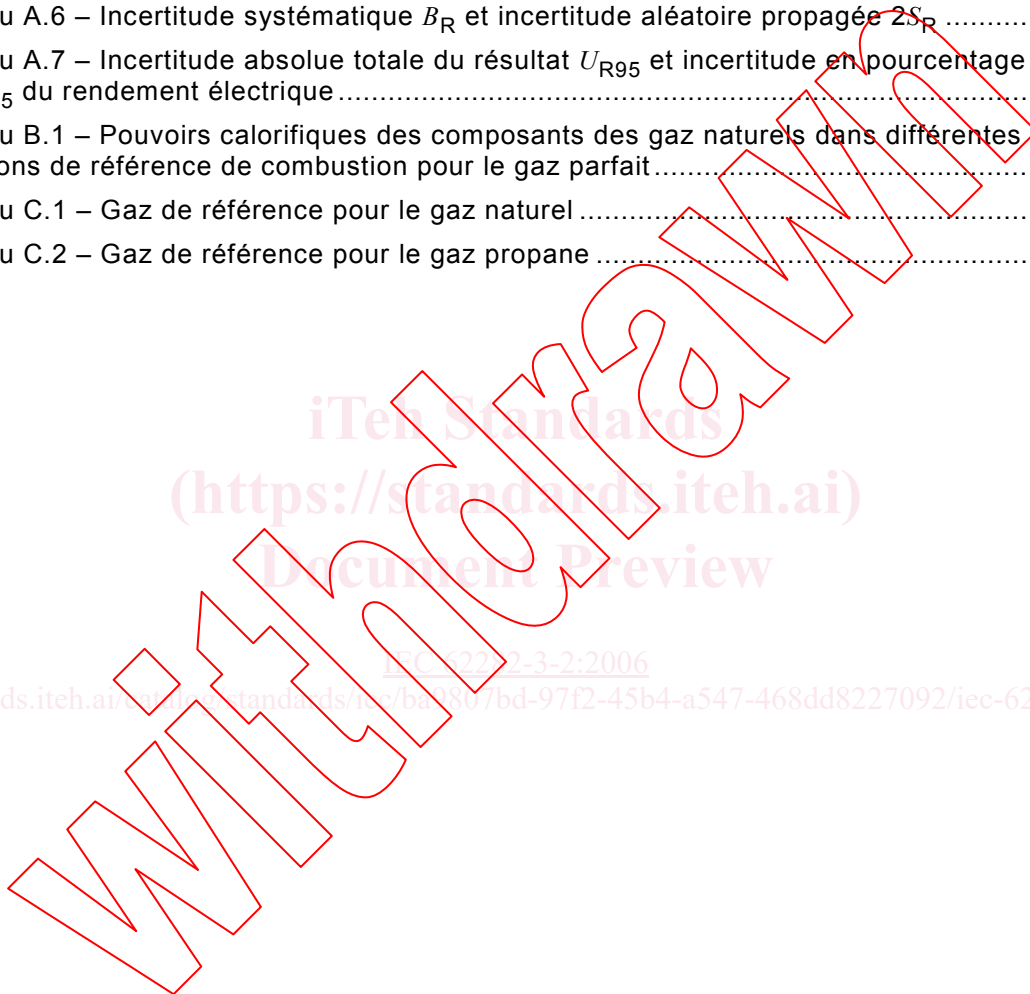 u A.6 – Incertitude systématique BR et incertitude aléatoire propagée 2SR ..........
u A.7 – Incertitude absolue totale du résultat UR95 et incertitude en pourcentage
5 du rendement électrique ....................................................................................
u B.1 – Pouvoirs calorifiques des composants des gaz naturels dans différentes
ons de référence de combustion pour le gaz parfait .............................................
u C.1 – Gaz de référence pour le gaz naturel ......................................................
u C.2 – Gaz de référence pour le gaz propane ....................................................
iTeh Standards
(https://standards.iteh.ai)
Document Preview
IEC 62282-3-2:2006
ds.iteh.ai/catalog/standards/iec/ba9807bd-97f2-45b4-a547-468dd8227092/iec-62
withdrawn